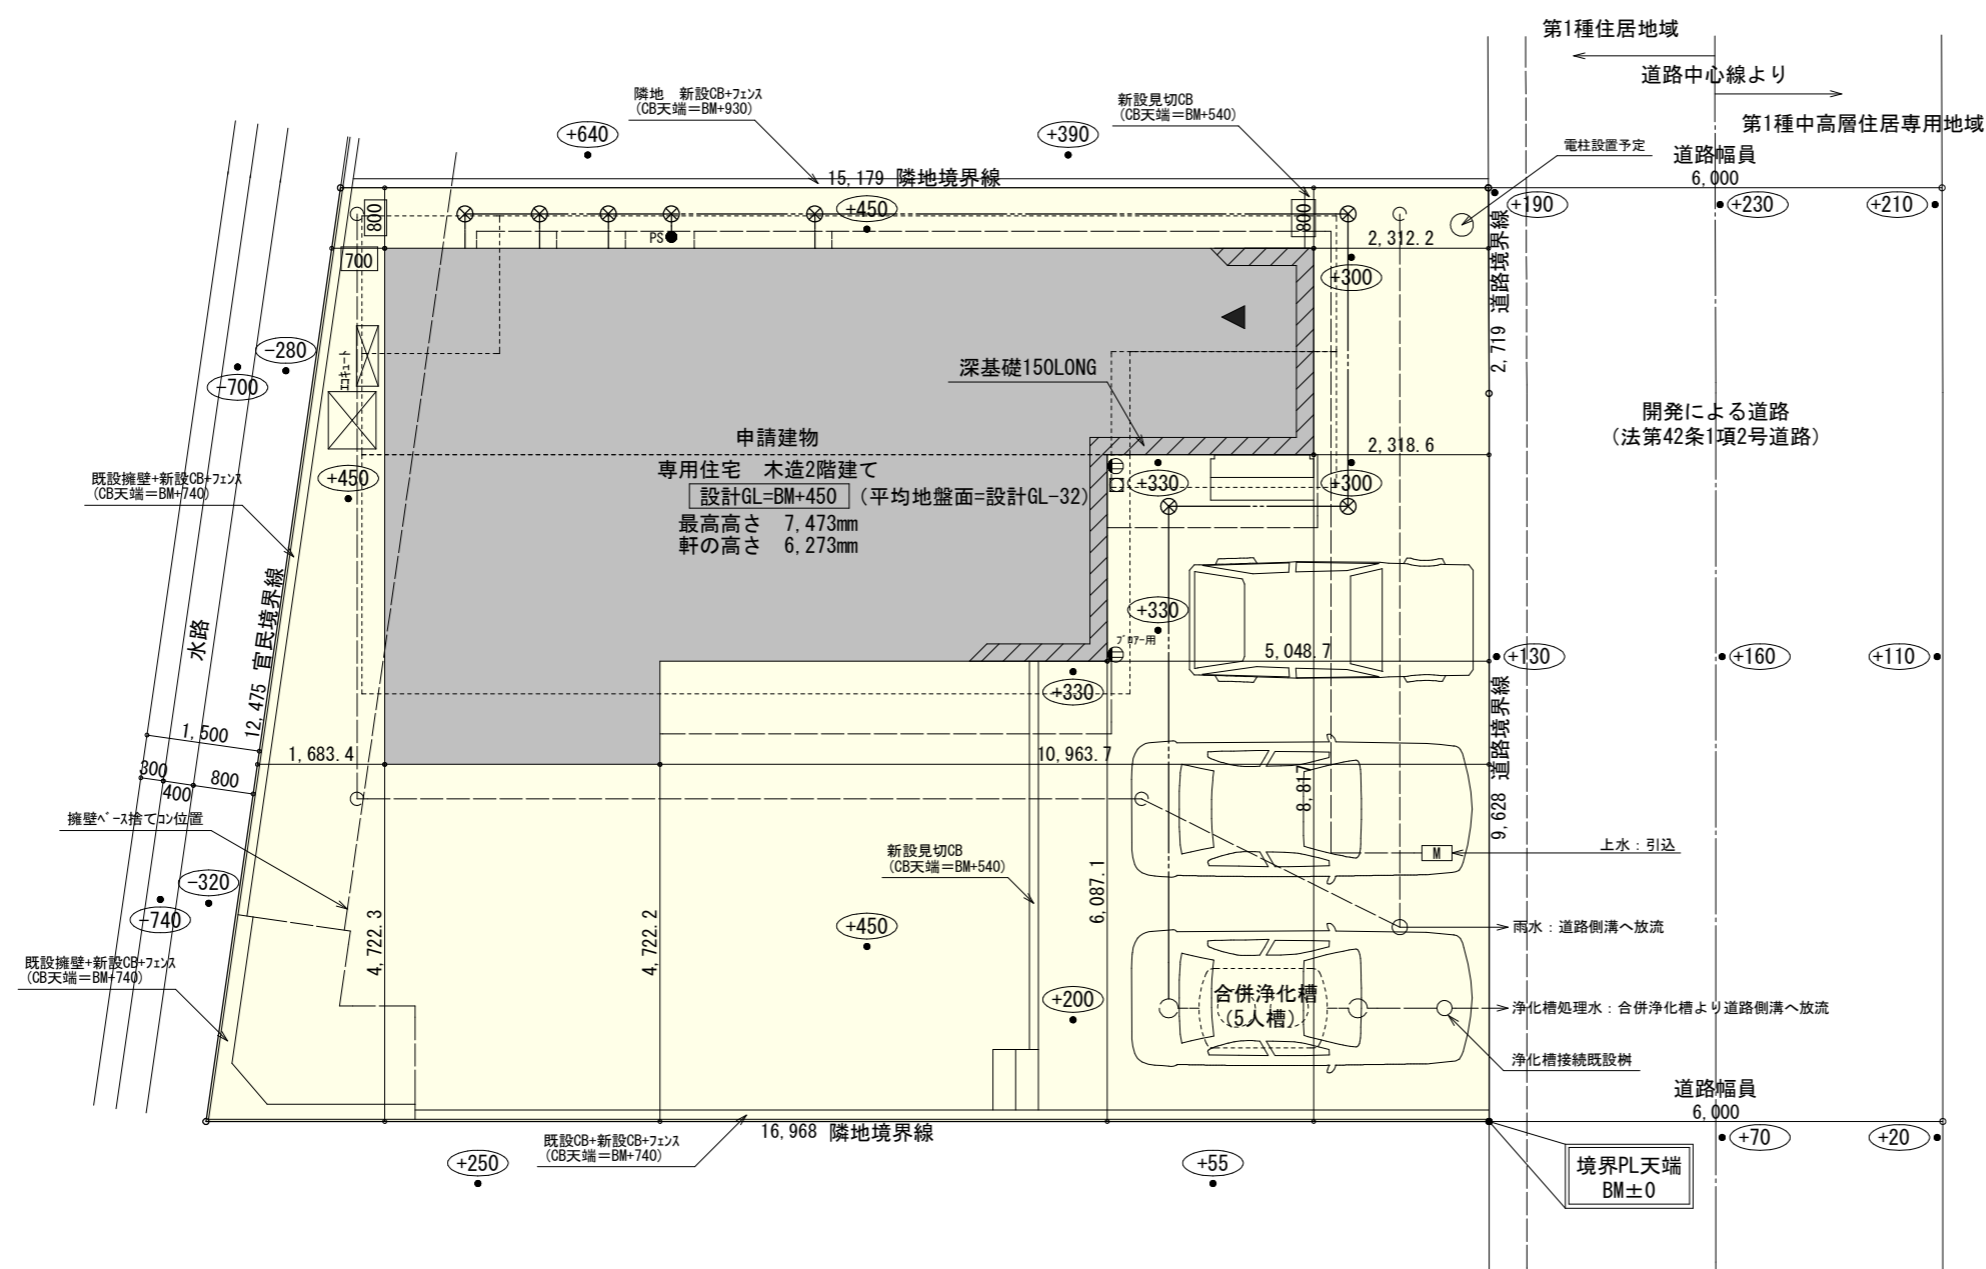 第1種住居地域
道路中心線より
第1種中高層住居専用地域
隣地　新設CB+フェンス
(CB天端=BM+930)
新設見切CB
(CB天端=BM+540)
電柱設置予定
道路幅員
6,000
+640
+390
15,179 隣地境界線
+190
+230
+210
800
+450
800
PS
700
2,312.2
+300
2,719 道路境界線
-280
-700
エコキュート
深基礎150LONG
開発による道路
(法第42条1項2号道路)
申請建物
専用住宅　木造2階建て
設計GL=BM+450 (平均地盤面=設計GL-32)
最高高さ　7,473mm
軒の高さ　6,273mm
2,318.6
+330
+300
既設擁壁+新設CB+フェンス
(CB天端=BM+740)
+450
水路
12,475 官民境界線
+330
ブロアー用
5,048.7
+130
+160
+110
+330
道路境界線
9,628
1,500
300
400
800
1,683.4
10,963.7
8,817
擁壁ベース捨てコン位置
新設見切CB
(CB天端=BM+540)
M
上水：引込
-320
-740
4,722.3
4,722.2
+450
6,087.1
雨水：道路側溝へ放流
既設擁壁+新設CB+フェンス
(CB天端=BM+740)
+200
合併浄化槽
(5人槽)
浄化槽処理水：合併浄化槽より道路側溝へ放流
浄化槽接続既設桝
道路幅員
6,000
16,968 隣地境界線
+70
+20
既設CB+新設CB+フェンス
(CB天端=BM+740)
+250
+55
境界PL天端
BM±0